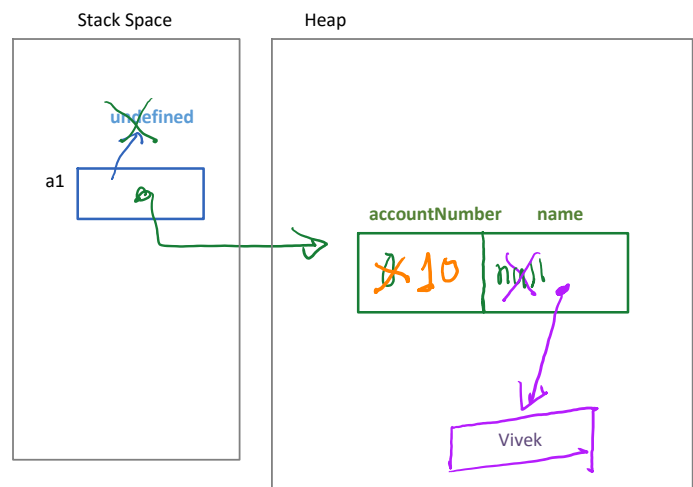 Stack Space
Heap
undefined
a1
accountNumber name
0 10 null
Vivek